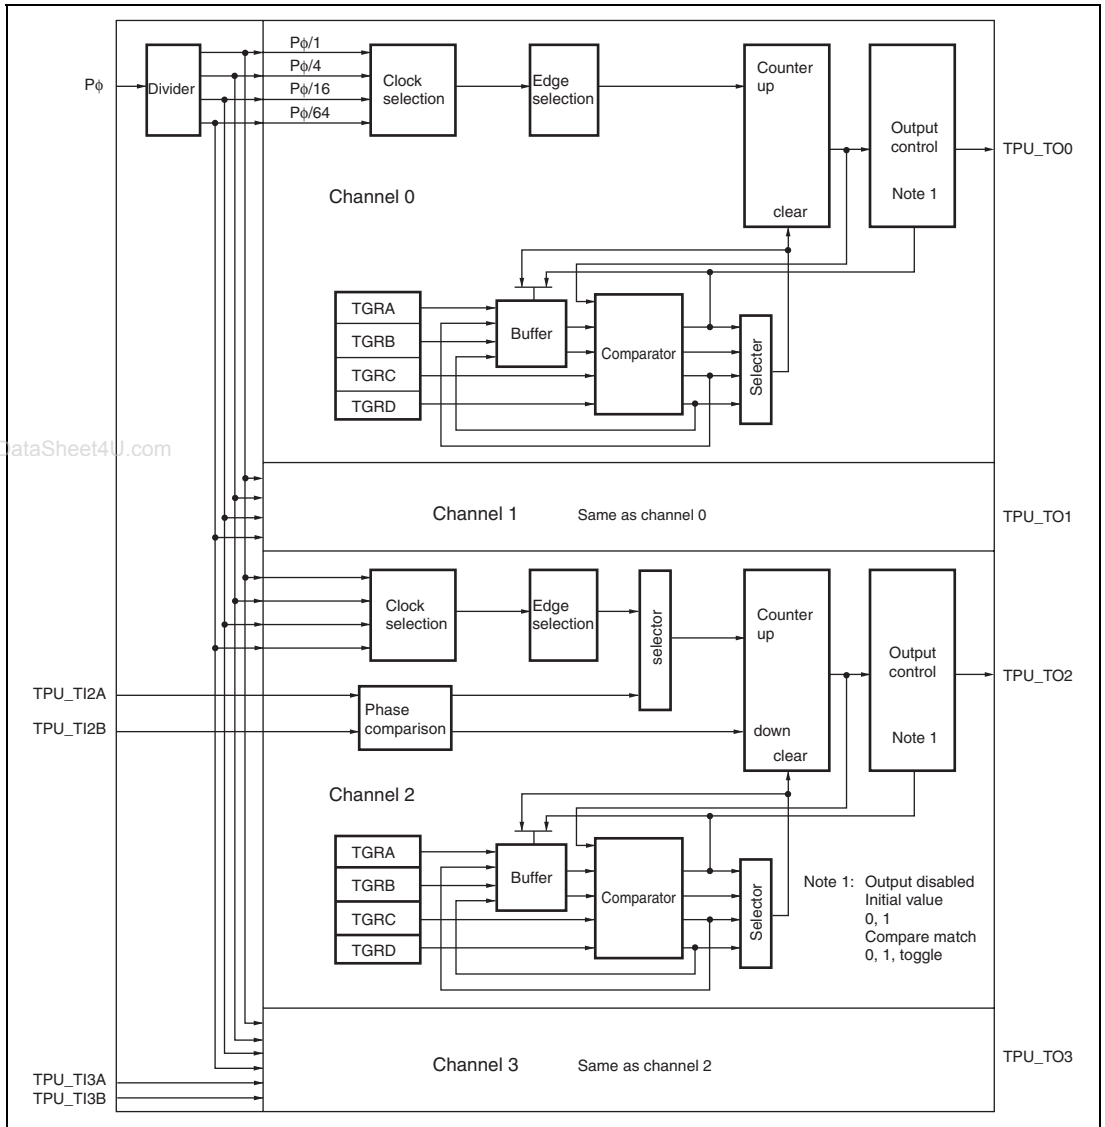 Pφ
Divider
Pφ/1
Pφ/4
Pφ/16
Pφ/64
Clock
selection
Edge
selection
Counter
up
clear
Output
control
Note 1
TPU_TO0
Channel 0
TGRA
TGRB
TGRC
TGRD
Buffer
Comparator
Selecter
DataSheet4U.com
Channel 1
Same as channel 0
TPU_TO1
Clock
selection
Edge
selection
selector
Counter
up
down
clear
Output
control
Note 1
TPU_TO2
TPU_TI2A
TPU_TI2B
Phase
comparison
Channel 2
TGRA
TGRB
TGRC
TGRD
Buffer
Comparator
Selector
Note 1: Output disabled
Initial value
0, 1
Compare match
0, 1, toggle
Channel 3
Same as channel 2
TPU_TO3
TPU_TI3A
TPU_TI3B